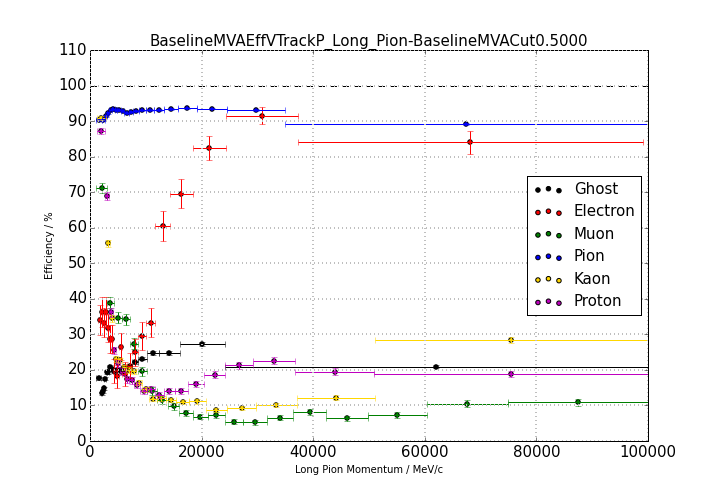 BaselineMVAEffVTrackP_Long_Pion-BaselineMVACut0.5000
110
100
90
80
70
60
50
40
30
20
10
0
Efficiency / %
Ghost
Electron
Muon
Pion
Kaon
Proton
0 20000 40000 60000 80000 100000
Long Pion Momentum / MeV/c